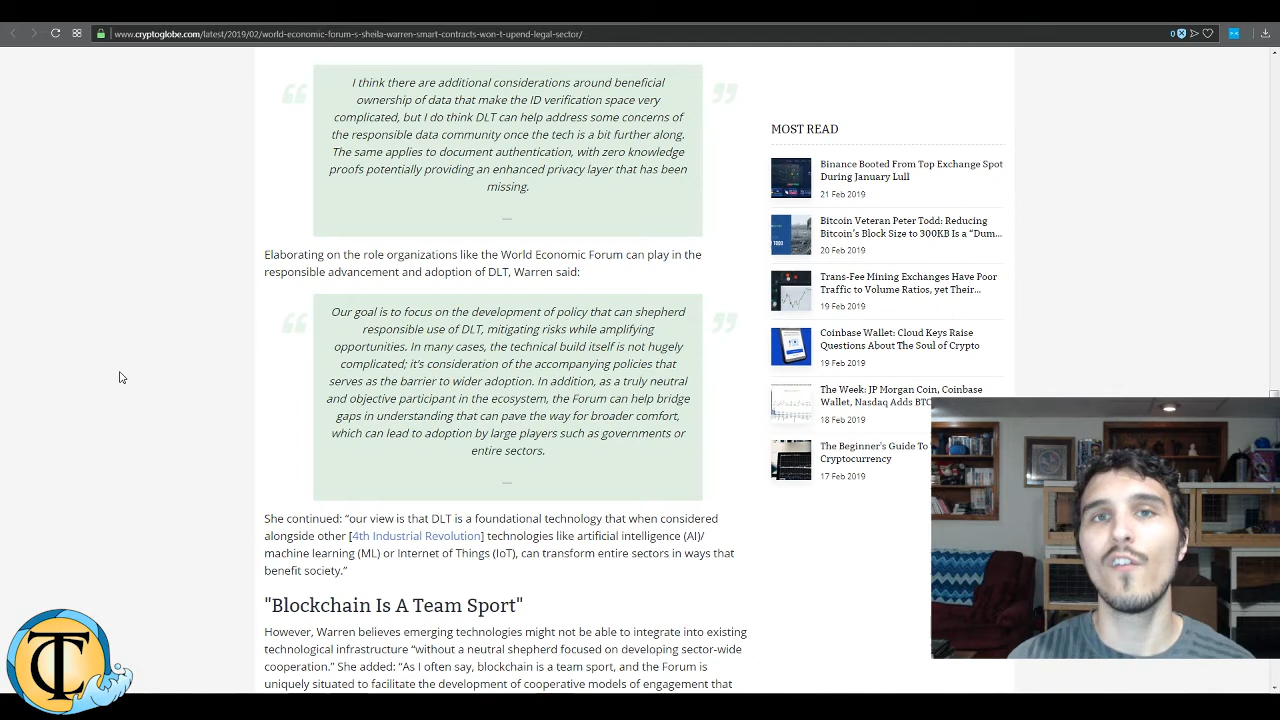 www.cryptoglobe.com/latest/2019/02/world-economic-forum-s-sheila-warren-smart-contracts-won-t-upend-legal-sector/
0
I think there are additional considerations around beneficial
ownership of data that make the ID verification space very
complicated, but I do think DLT can help address some concerns of
the responsible data community once the tech is a bit further along.
The same applies to document authentication, with zero knowledge
proofs potentially providing an enhanced privacy layer that has been
missing.
—
Elaborating on the role organizations like the World Economic Forum can play in the
responsible advancement and adoption of DLT, Warren said:
Our goal is to focus on the development of policy that can shepherd
responsible use of DLT, mitigating risks while amplifying
opportunities. In many cases, the technical build itself is not hugely
complicated; it's consideration of the accompanying policies that
serves as the barrier to wider adoption. In addition, as a truly neutral
and objective participant in the ecosystem, the Forum can help bridge
gaps in understanding that can pave the way for broader comfort,
which can lead to adoption by large players such as governments or
entire sectors.
—
She continued: “our view is that DLT is a foundational technology that when considered
alongside other [4th Industrial Revolution] technologies like artificial intelligence (AI)/
machine learning (ML) or Internet of Things (IoT), can transform entire sectors in ways that
benefit society.”
"Blockchain Is A Team Sport"
However, Warren believes emerging technologies might not be able to integrate into existing
technological infrastructure “without a neutral shepherd focused on developing sector-wide
cooperation.” She added: “As I often say, blockchain is a team sport, and the Forum is
uniquely situated to facilitate the development of cooperative models of engagement that
MOST READ
Binance Booted From Top Exchange Spot
During January Lull
21 Feb 2019
Bitcoin Veteran Peter Todd: Reducing
Bitcoin's Block Size to 300KB Is a “Dum...
20 Feb 2019
Trans-Fee Mining Exchanges Have Poor
Traffic to Volume Ratios, yet Their...
19 Feb 2019
Coinbase Wallet: Cloud Keys Raise
Questions About The Soul of Crypto
19 Feb 2019
The Week: JP Morgan Coin, Coinbase
Wallet, Nasdaq Adds BTC
18 Feb 2019
The Beginner's Guide To
Cryptocurrency
17 Feb 2019
CT